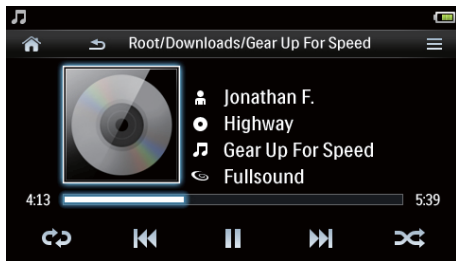 Root/Downloads/Gear Up For Speed
Jonathan F.
Highway
Gear Up For Speed
Fullsound
4:13 5:39